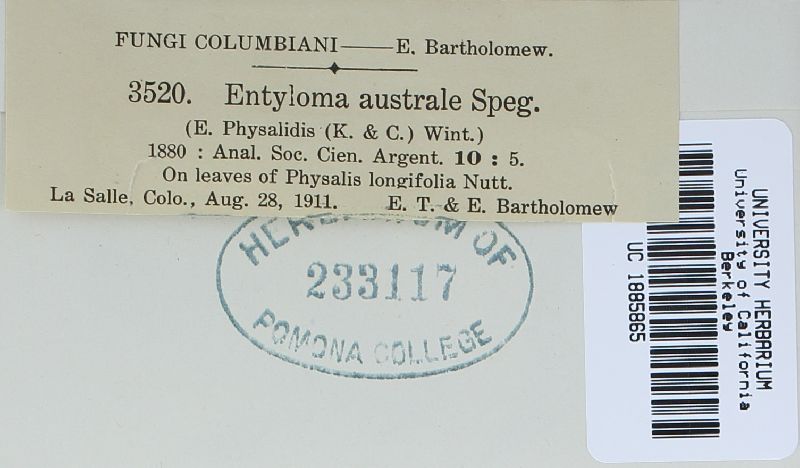 FUNGI COLUMBIANI——E. Bartholomew.
3520. Entyloma australe Speg.
(E. Physalidis (K. & C.) Wint.)
1880 : Anal. Soc. Cien. Argent. 10 : 5.
On leaves of Physalis longifolia Nutt.
La Salle, Colo., Aug. 28, 1911. E. T. & E. Bartholomew
HERBARIUM OF
233117
POMONA COLLEGE
UNIVERSITY HERBARIUM
University of California
Berkeley
UC 1885865